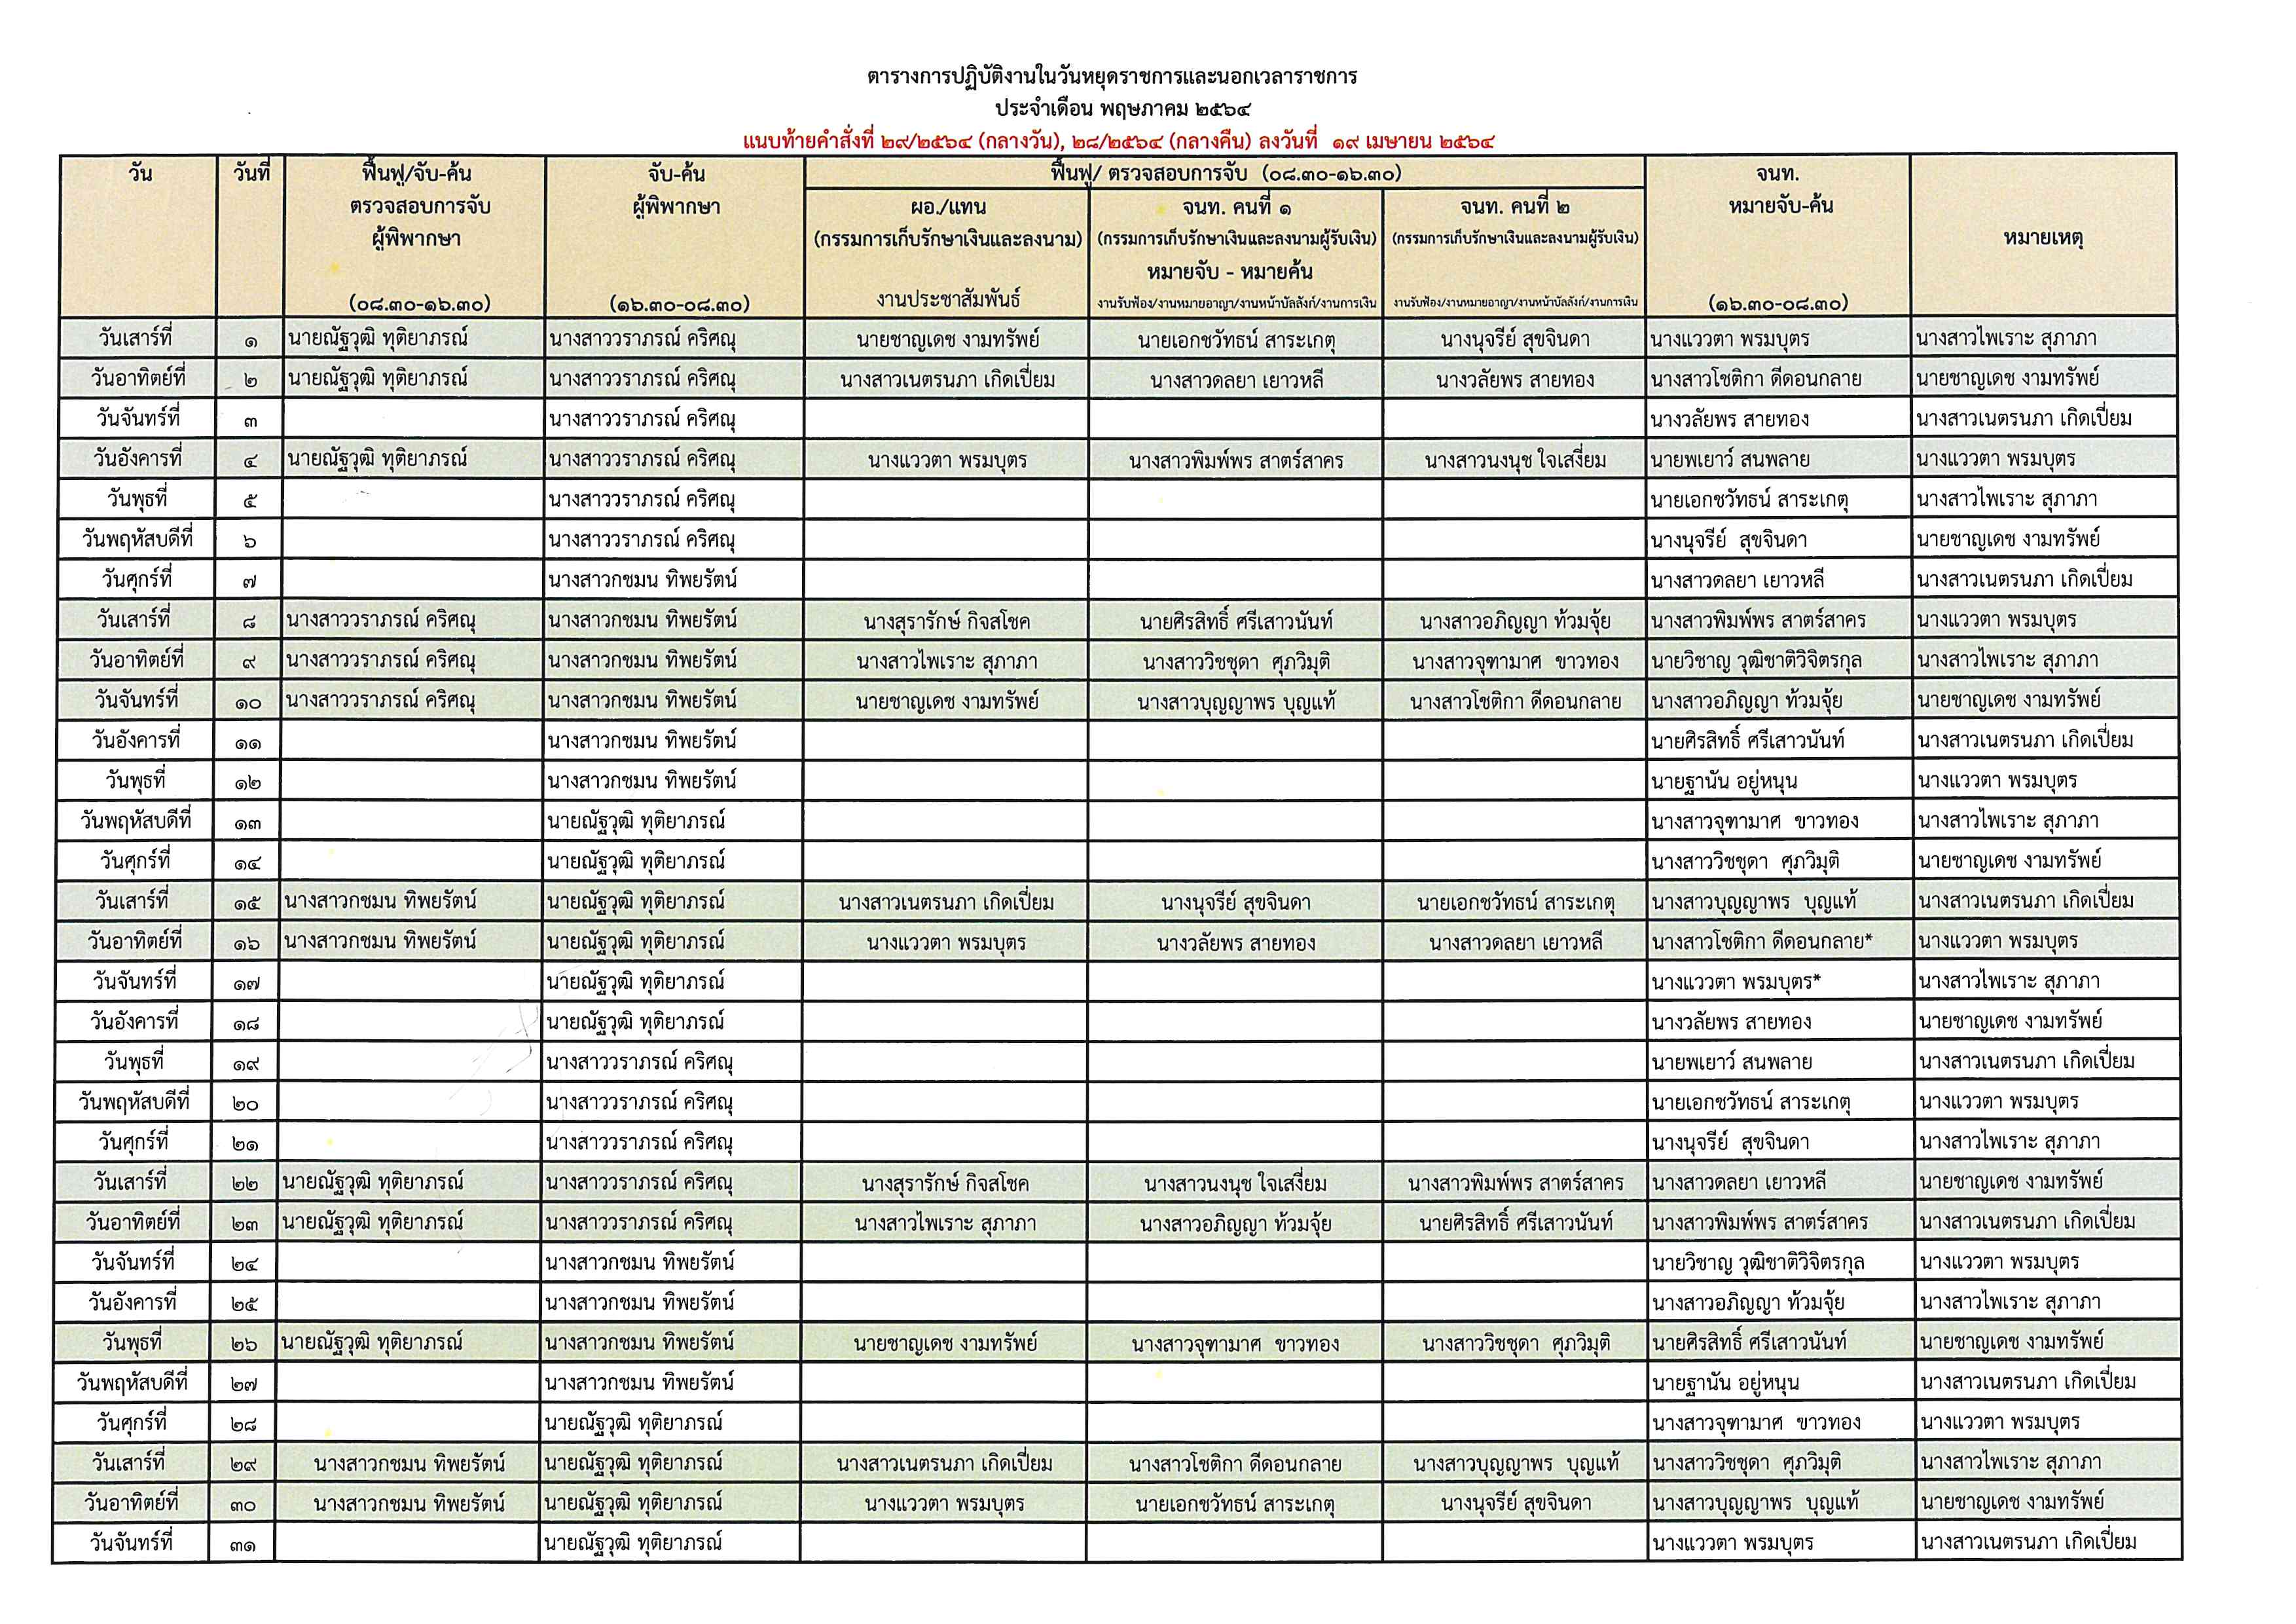 ตารางการปฏิบัติงานในวันหยุดราชการและนอกเวลาราชการ
ประจำเดือน พฤษภาคม ๒๕๖๔
แนบท้ายคำสั่งที่ ๒๙/๒๕๖๔ (กลางวัน), ๒๘/๒๕๖๔ (กลางคืน) ลงวันที่ ๑๙ เมษายน ๒๕๖๔
วัน วันที่ ฟื้นฟู/จับ-ค้น จับ-ค้น ฟื้นฟู/ ตรวจสอบการจับ (๐๘.๓๐-๑๖.๓๐) จนท.
ตรวจสอบการจับ ผู้พิพากษา ผอ./แทน จนท. คนที่ ๑ จนท. คนที่ ๒ หมายจับ-ค้น
ผู้พิพากษา (กรรมการเก็บรักษาเงินและลงนาม) (กรรมการเก็บรักษาเงินและลงนามผู้รับเงิน) (กรรมการเก็บรักษาเงินและลงนามผู้รับเงิน) หมายเหตุ
หมายจับ - หมายค้น
(๐๘.๓๐-๑๖.๓๐) (๑๖.๓๐-๐๘.๓๐) งานประชาสัมพันธ์ งานรับฟ้อง/งานหมายอาญา/งานหน้าบัลลังก์/งานการเงิน งานรับฟ้อง/งานหมายอาญา/งานหน้าบัลลังก์/งานการเงิน (๑๖.๓๐-๐๘.๓๐)
วันเสาร์ที่ ๑ นายณัฐวุฒิ ทุติยาภรณ์ นางสาววราภรณ์ คริศณุ นายชาญเดช งามทรัพย์ นายเอกชวัทธน์ สาระเกตุ นางนุจรีย์ สุขจินดา นางแววตา พรมบุตร นางสาวไพเราะ สุภาภา
วันอาทิตย์ที่ ๒ นายณัฐวุฒิ ทุติยาภรณ์ นางสาววราภรณ์ คริศณุ นางสาวเนตรนภา เกิดเปี่ยม นางสาวดลยา เยาวหลี นางวลัยพร สายทอง นางสาวโชติกา ดีดอนกลาย นายชาญเดช งามทรัพย์
วันจันทร์ที่ ๓ นางสาววราภรณ์ คริศณุ นางวลัยพร สายทอง นางสาวเนตรนภา เกิดเปี่ยม
วันอังคารที่ ๔ นายณัฐวุฒิ ทุติยาภรณ์ นางสาววราภรณ์ คริศณุ นางแววตา พรมบุตร นางสาวพิมพ์พร สาตร์สาคร นางสาวนงนุช ใจเสงี่ยม นายพเยาว์ สนพลาย นางแววตา พรมบุตร
วันพุธที่ ๕ นางสาววราภรณ์ คริศณุ นายเอกชวัทธน์ สาระเกตุ นางสาวไพเราะ สุภาภา
วันพฤหัสบดีที่ ๖ นางสาววราภรณ์ คริศณุ นางนุจรีย์ สุขจินดา นายชาญเดช งามทรัพย์
วันศุกร์ที่ ๗ นางสาวกชมน ทิพยรัตน์ นางสาวดลยา เยาวหลี นางสาวเนตรนภา เกิดเปี่ยม
วันเสาร์ที่ ๘ นางสาววราภรณ์ คริศณุ นางสาวกชมน ทิพยรัตน์ นางสุรารักษ์ กิจสโชค นายศิรสิทธิ์ ศรีเสาวนันท์ นางสาวอภิญญา ท้วมจุ้ย นางสาวพิมพ์พร สาตร์สาคร นางแววตา พรมบุตร
วันอาทิตย์ที่ ๙ นางสาววราภรณ์ คริศณุ นางสาวกชมน ทิพยรัตน์ นางสาวไพเราะ สุภาภา นางสาววิชชุดา ศุภวิมุติ นางสาวจุฑามาศ ขาวทอง นายวิชาญ วุฒิชาติวิจิตรกุล นางสาวไพเราะ สุภาภา
วันจันทร์ที่ ๑๐ นางสาววราภรณ์ คริศณุ นางสาวกชมน ทิพยรัตน์ นายชาญเดช งามทรัพย์ นางสาวบุญญาพร บุญแท้ นางสาวโชติกา ดีดอนกลาย นางสาวอภิญญา ท้วมจุ้ย นายชาญเดช งามทรัพย์
วันอังคารที่ ๑๑ นางสาวกชมน ทิพยรัตน์ นายศิรสิทธิ์ ศรีเสาวนันท์ นางสาวเนตรนภา เกิดเปี่ยม
วันพุธที่ ๑๒ นางสาวกชมน ทิพยรัตน์ นายฐานัน อยู่หนุน นางแววตา พรมบุตร
วันพฤหัสบดีที่ ๑๓ นายณัฐวุฒิ ทุติยาภรณ์ นางสาวจุฑามาศ ขาวทอง นางสาวไพเราะ สุภาภา
วันศุกร์ที่ ๑๔ นายณัฐวุฒิ ทุติยาภรณ์ นางสาววิชชุดา ศุภวิมุติ นายชาญเดช งามทรัพย์
วันเสาร์ที่ ๑๕ นางสาวกชมน ทิพยรัตน์ นายณัฐวุฒิ ทุติยาภรณ์ นางสาวเนตรนภา เกิดเปี่ยม นางนุจรีย์ สุขจินดา นายเอกชวัทธน์ สาระเกตุ นางสาวบุญญาพร บุญแท้ นางสาวเนตรนภา เกิดเปี่ยม
วันอาทิตย์ที่ ๑๖ นางสาวกชมน ทิพยรัตน์ นายณัฐวุฒิ ทุติยาภรณ์ นางแววตา พรมบุตร นางวลัยพร สายทอง นางสาวดลยา เยาวหลี นางสาวโชติกา ดีดอนกลาย* นางแววตา พรมบุตร
วันจันทร์ที่ ๑๗ นายณัฐวุฒิ ทุติยาภรณ์ นางแววตา พรมบุตร* นางสาวไพเราะ สุภาภา
วันอังคารที่ ๑๘ นายณัฐวุฒิ ทุติยาภรณ์ นางวลัยพร สายทอง นายชาญเดช งามทรัพย์
วันพุธที่ ๑๙ นางสาววราภรณ์ คริศณุ นายพเยาว์ สนพลาย นางสาวเนตรนภา เกิดเปี่ยม
วันพฤหัสบดีที่ ๒๐ นางสาววราภรณ์ คริศณุ นายเอกชวัทธน์ สาระเกตุ นางแววตา พรมบุตร
วันศุกร์ที่ ๒๑ นางสาววราภรณ์ คริศณุ นางนุจรีย์ สุขจินดา นางสาวไพเราะ สุภาภา
วันเสาร์ที่ ๒๒ นายณัฐวุฒิ ทุติยาภรณ์ นางสาววราภรณ์ คริศณุ นางสุรารักษ์ กิจสโชค นางสาวนงนุช ใจเสงี่ยม นางสาวพิมพ์พร สาตร์สาคร นางสาวดลยา เยาวหลี นายชาญเดช งามทรัพย์
วันอาทิตย์ที่ ๒๓ นายณัฐวุฒิ ทุติยาภรณ์ นางสาววราภรณ์ คริศณุ นางสาวไพเราะ สุภาภา นางสาวอภิญญา ท้วมจุ้ย นายศิรสิทธิ์ ศรีเสาวนันท์ นางสาวพิมพ์พร สาตร์สาคร นางสาวเนตรนภา เกิดเปี่ยม
วันจันทร์ที่ ๒๔ นางสาวกชมน ทิพยรัตน์ นายวิชาญ วุฒิชาติวิจิตรกุล นางแววตา พรมบุตร
วันอังคารที่ ๒๕ นางสาวกชมน ทิพยรัตน์ นางสาวอภิญญา ท้วมจุ้ย นางสาวไพเราะ สุภาภา
วันพุธที่ ๒๖ นายณัฐวุฒิ ทุติยาภรณ์ นางสาวกชมน ทิพยรัตน์ นายชาญเดช งามทรัพย์ นางสาวจุฑามาศ ขาวทอง นางสาววิชชุดา ศุภวิมุติ นายศิรสิทธิ์ ศรีเสาวนันท์ นายชาญเดช งามทรัพย์
วันพฤหัสบดีที่ ๒๗ นางสาวกชมน ทิพยรัตน์ นายฐานัน อยู่หนุน นางสาวเนตรนภา เกิดเปี่ยม
วันศุกร์ที่ ๒๘ นายณัฐวุฒิ ทุติยาภรณ์ นางสาวจุฑามาศ ขาวทอง นางแววตา พรมบุตร
วันเสาร์ที่ ๒๙ นางสาวกชมน ทิพยรัตน์ นายณัฐวุฒิ ทุติยาภรณ์ นางสาวเนตรนภา เกิดเปี่ยม นางสาวโชติกา ดีดอนกลาย นางสาวบุญญาพร บุญแท้ นางสาววิชชุดา ศุภวิมุติ นางสาวไพเราะ สุภาภา
วันอาทิตย์ที่ ๓๐ นางสาวกชมน ทิพยรัตน์ นายณัฐวุฒิ ทุติยาภรณ์ นางแววตา พรมบุตร นายเอกชวัทธน์ สาระเกตุ นางนุจรีย์ สุขจินดา นางสาวบุญญาพร บุญแท้ นายชาญเดช งามทรัพย์
วันจันทร์ที่ ๓๑ นายณัฐวุฒิ ทุติยาภรณ์ นางแววตา พรมบุตร นางสาวเนตรนภา เกิดเปี่ยม